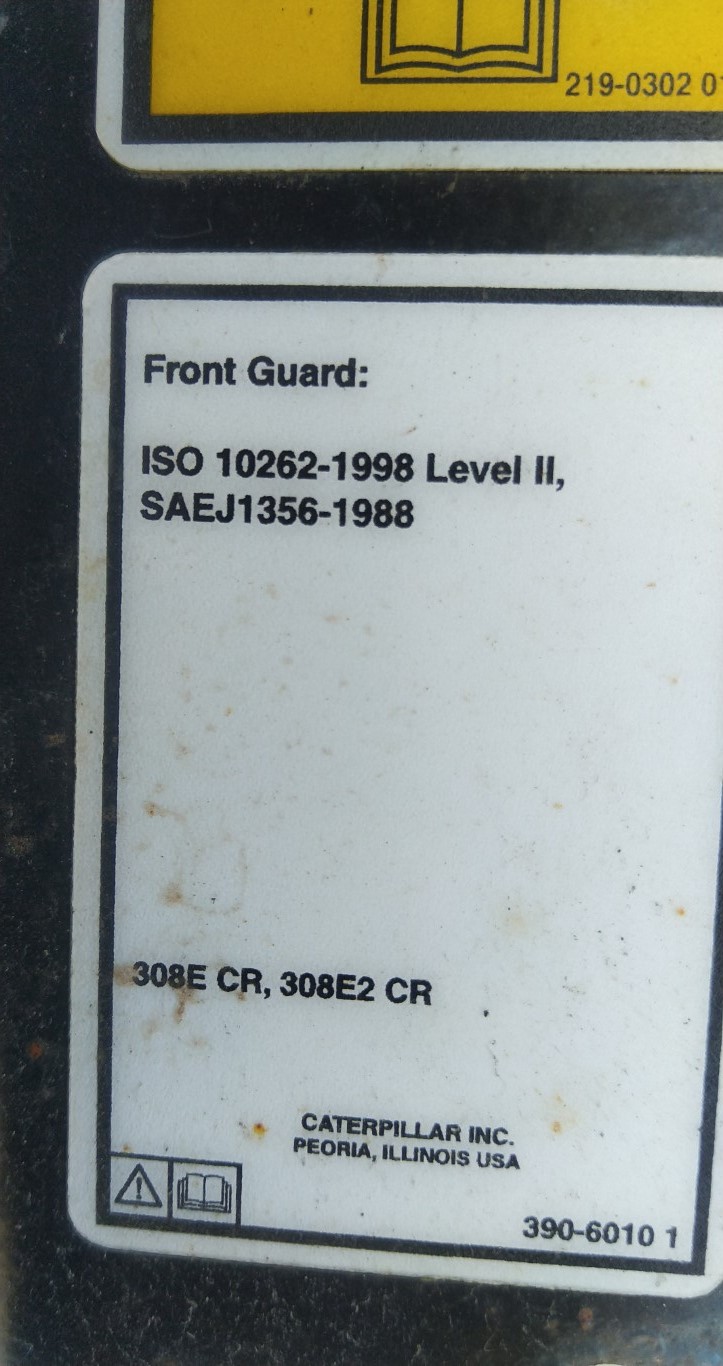 219-0302 0
Front Guard:
ISO 10262-1998 Level II,
SAEJ1356-1988
308E CR, 308E2 CR
CATERPILLAR INC.
PEORIA, ILLINOIS USA
390-6010 1